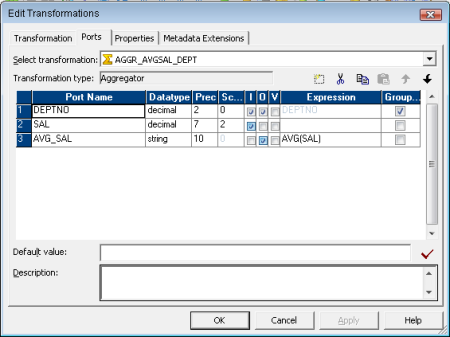 Edit Transformations
Transformation Ports Properties Metadata Extensions
Select transformation: Σ AGGR_AVGSAL_DEPT
Transformation type: Aggregator
Port Name Datatype Prec Sc... I O V Expression Group...
1 DEPTNO decimal 2 0 DEPTNO
2 SAL decimal 7 2
3 AVG_SAL string 10 0 AVG(SAL)
Default value:
Description:
OK Cancel Apply Help